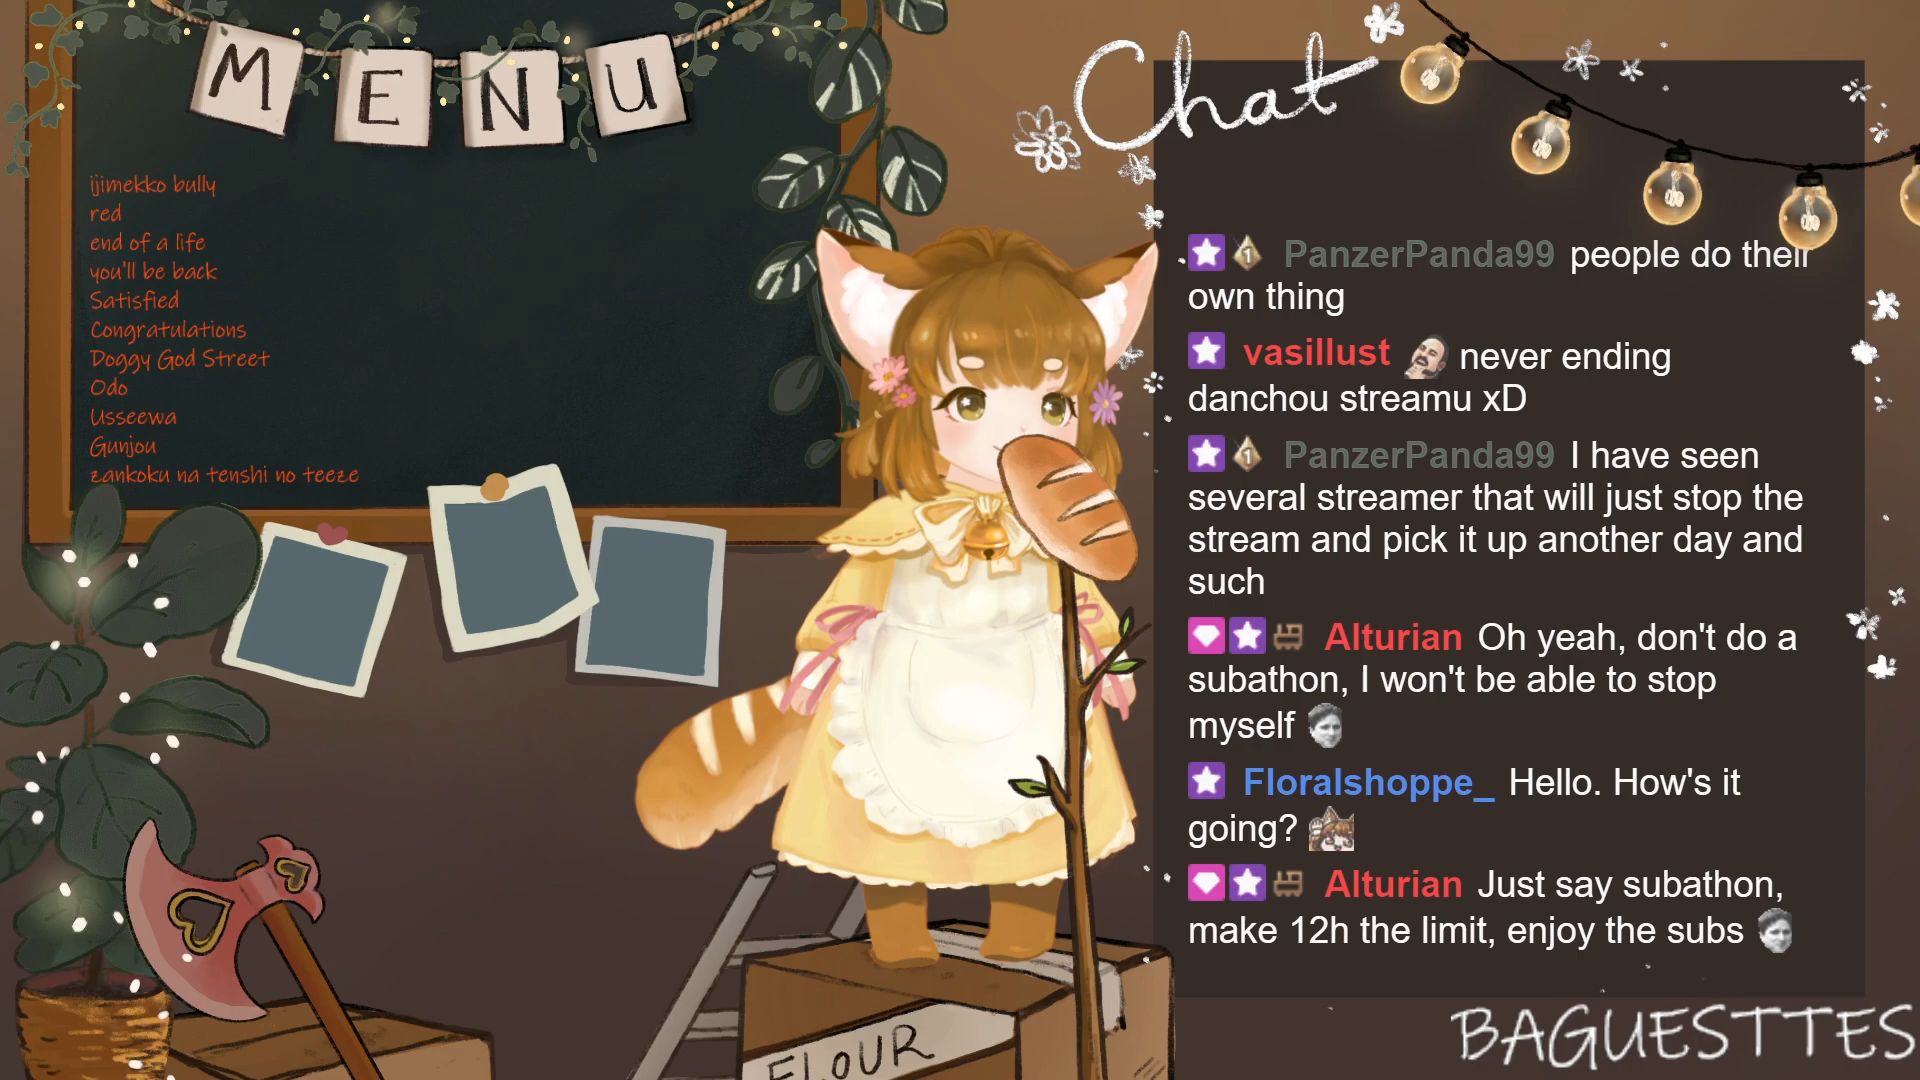 MENU
ijimekko bully
red
end of a life
you'll be back
Satisfied
Congratulations
Doggy God Street
Odo
Usseewa
Gunjou
zankoku na tenshi no teeze
Chat
1 PanzerPanda99 people do their
own thing
vasillust never ending
danchou streamu xD
1 PanzerPanda99 I have seen
several streamer that will just stop the
stream and pick it up another day and
such
Alturian Oh yeah, don't do a
subathon, I won't be able to stop
myself
Floralshoppe_ Hello. How's it
going?
Alturian Just say subathon,
make 12h the limit, enjoy the subs
FLOUR
BAGUESTTES